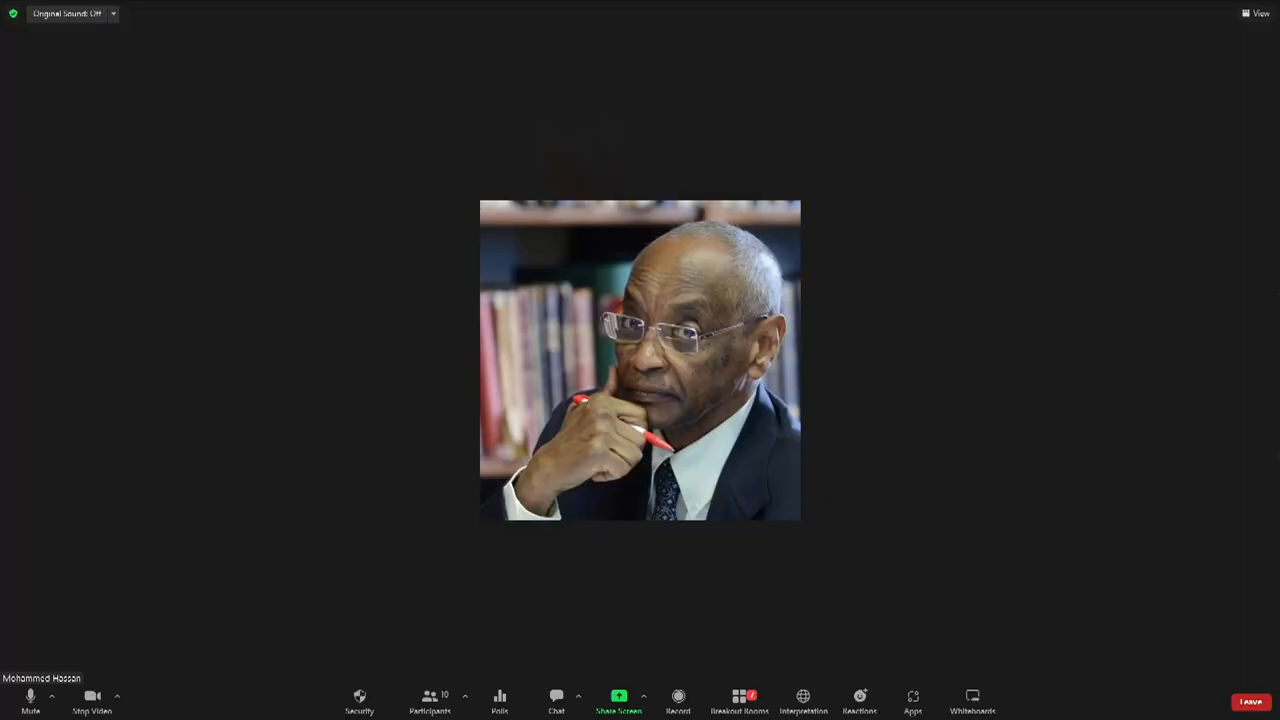 Original Sound: Off
View
Mohammed Hassan
Mute
Stop Video
Security
10
Participants
Polls
Chat
Share Screen
Record
7
Breakout Rooms
Interpretation
Reactions
Apps
Whiteboards
Leave